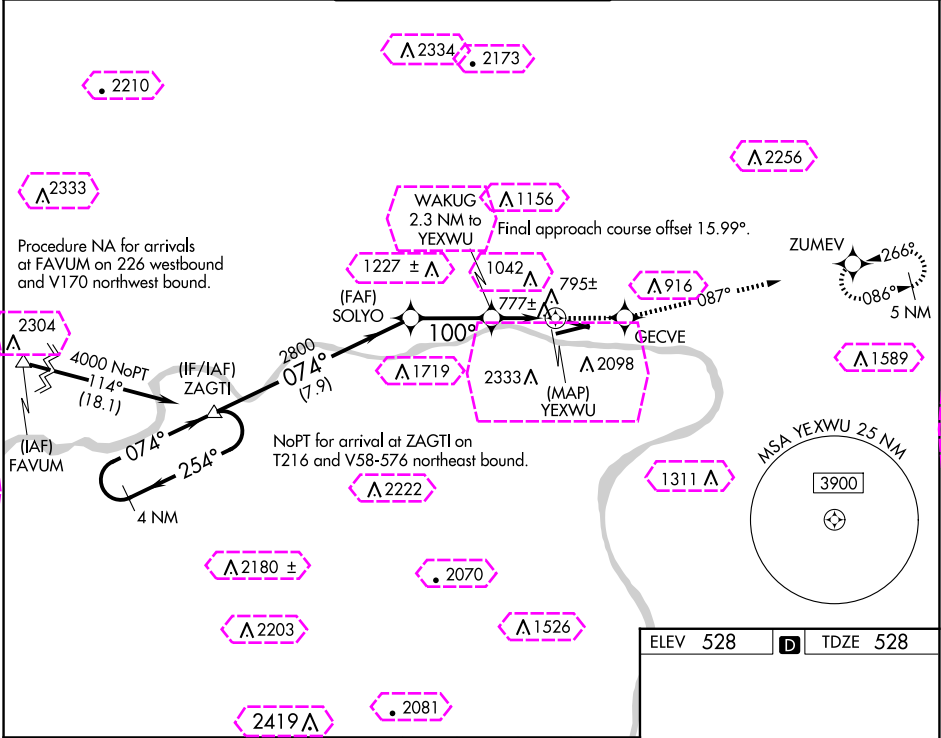 2334
2173
2210
2256
2333
WAKUG
2.3 NM to
YEXWU
1156
Final approach course offset 15.99°.
Procedure NA for arrivals
at FAVUM on 226 westbound
and V170 northwest bound.
ZUMEV
266°
086°
5 NM
1227 ±
1042
795±
777±
916
087°
(FAF)
SOLYO
100°
GECVE
2304
4000 NoPT
114°
(18.1)
(IF/IAF)
ZAGTI
2800
074°
(7.9)
1719
2333
2098
(MAP)
YEXWU
1589
(IAF)
FAVUM
074°
254°
4 NM
NoPT for arrival at ZAGTI on
T216 and V58-576 northeast bound.
2222
1311
MSA YEXWU 25 NM
3900
2180 ±
2070
2203
1526
2419
2081
ELEV 528
D
TDZE 528